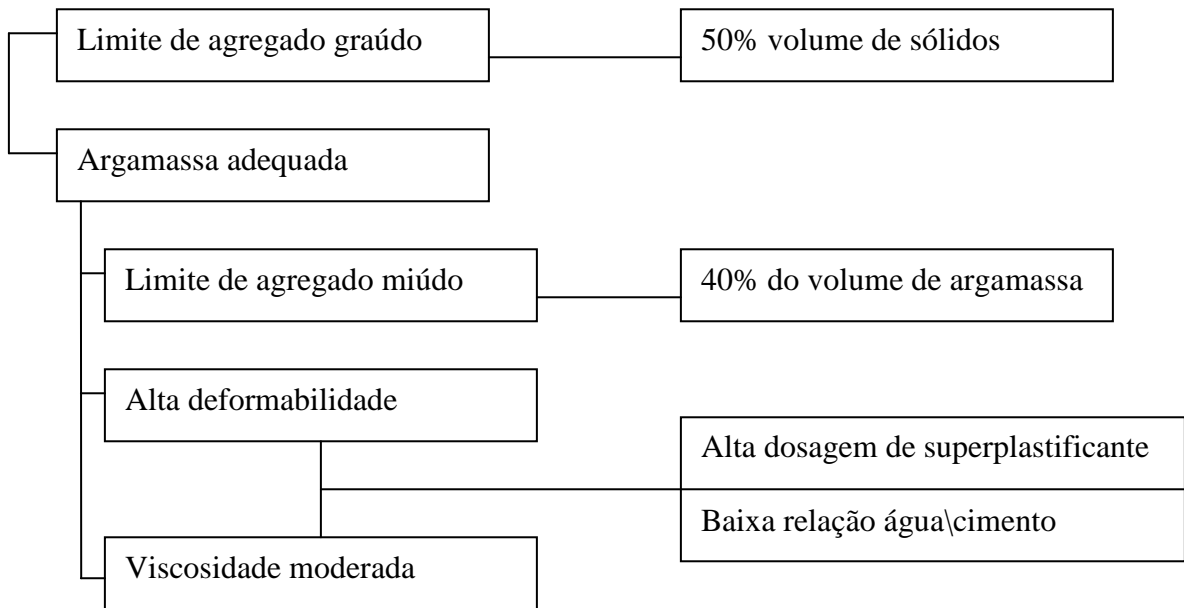 Limite de agregado graúdo
50% volume de sólidos
Argamassa adequada
Limite de agregado miúdo
40% do volume de argamassa
Alta deformabilidade
Alta dosagem de superplastificante
Baixa relação água\cimento
Viscosidade moderada